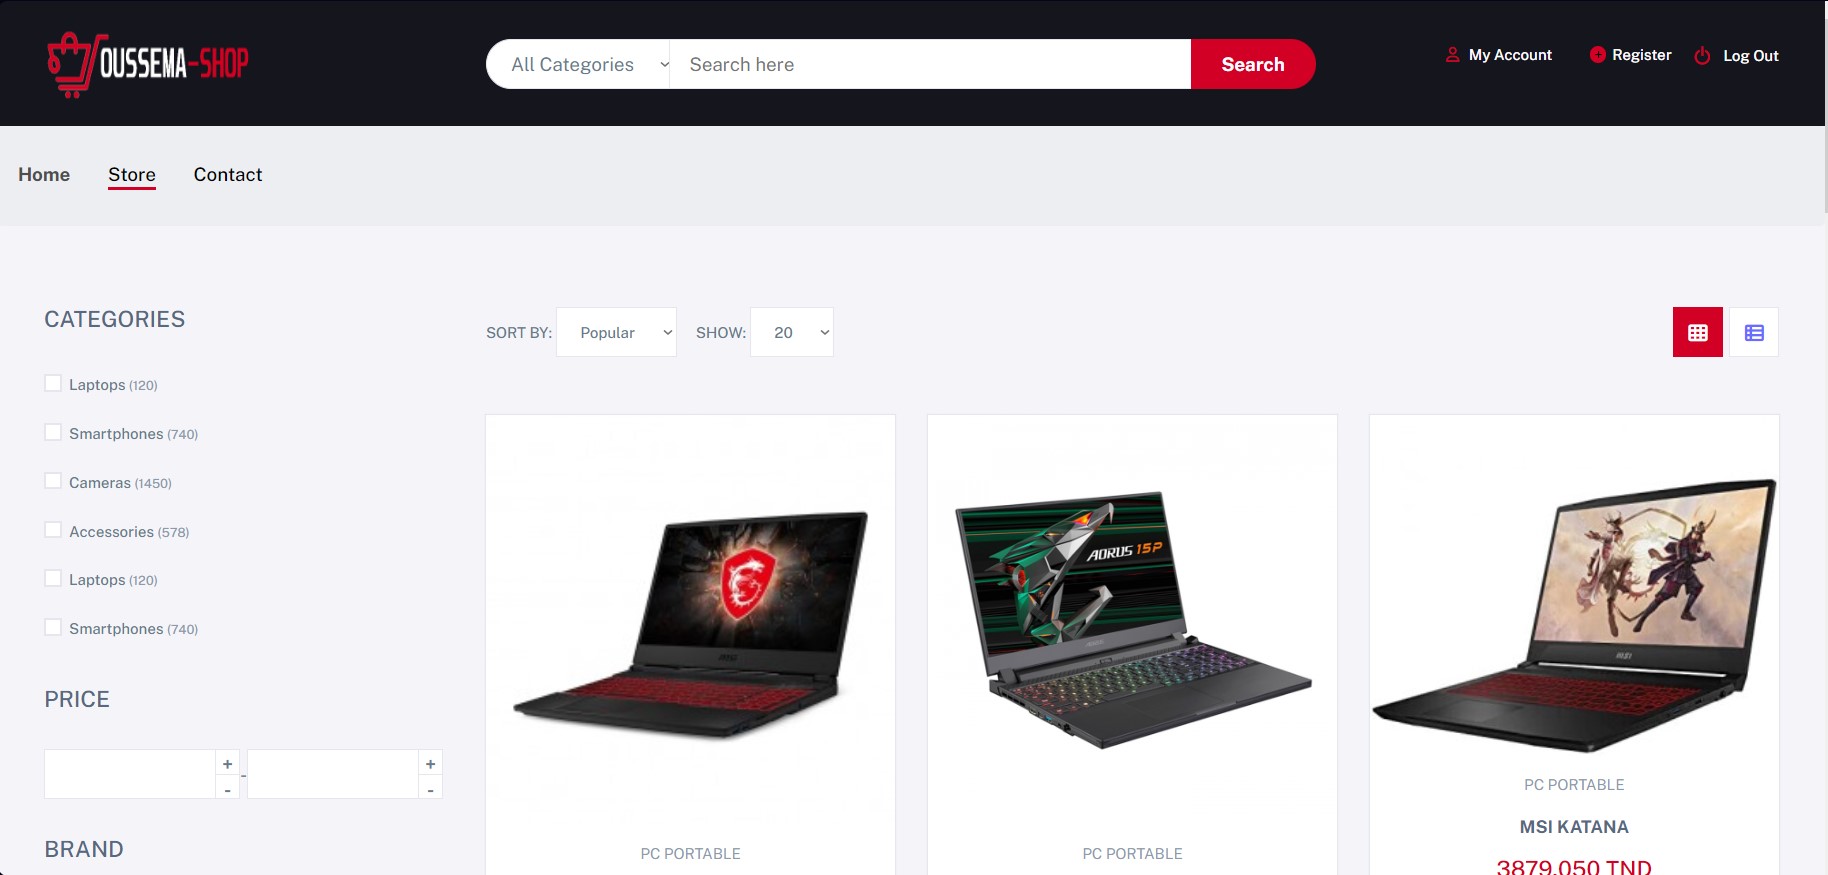 OUSSEMA-SHOP
All Categories
Search here
Search
My Account
Register
Log Out
Home
Store
Contact
CATEGORIES
Laptops (120)
Smartphones (740)
Cameras (1450)
Accessories (578)
Laptops (120)
Smartphones (740)
PRICE
+
-
-
+
-
BRAND
SORT BY:
Popular
SHOW:
20
AORUS 15P
msi
PC PORTABLE
PC PORTABLE
PC PORTABLE
MSI KATANA
3879.050 TND